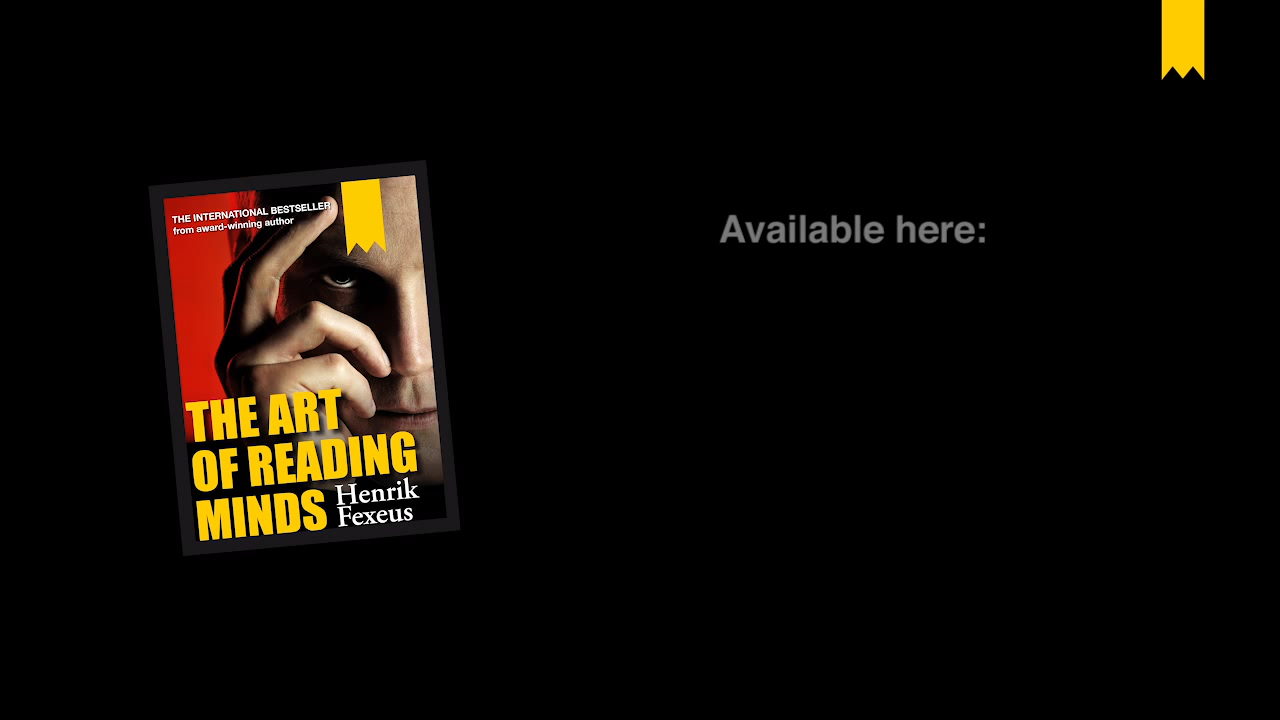 THE INTERNATIONAL BESTSELLER
from award-winning author
THE ART
OF READING
MINDS
Henrik
Fexeus
Available here: